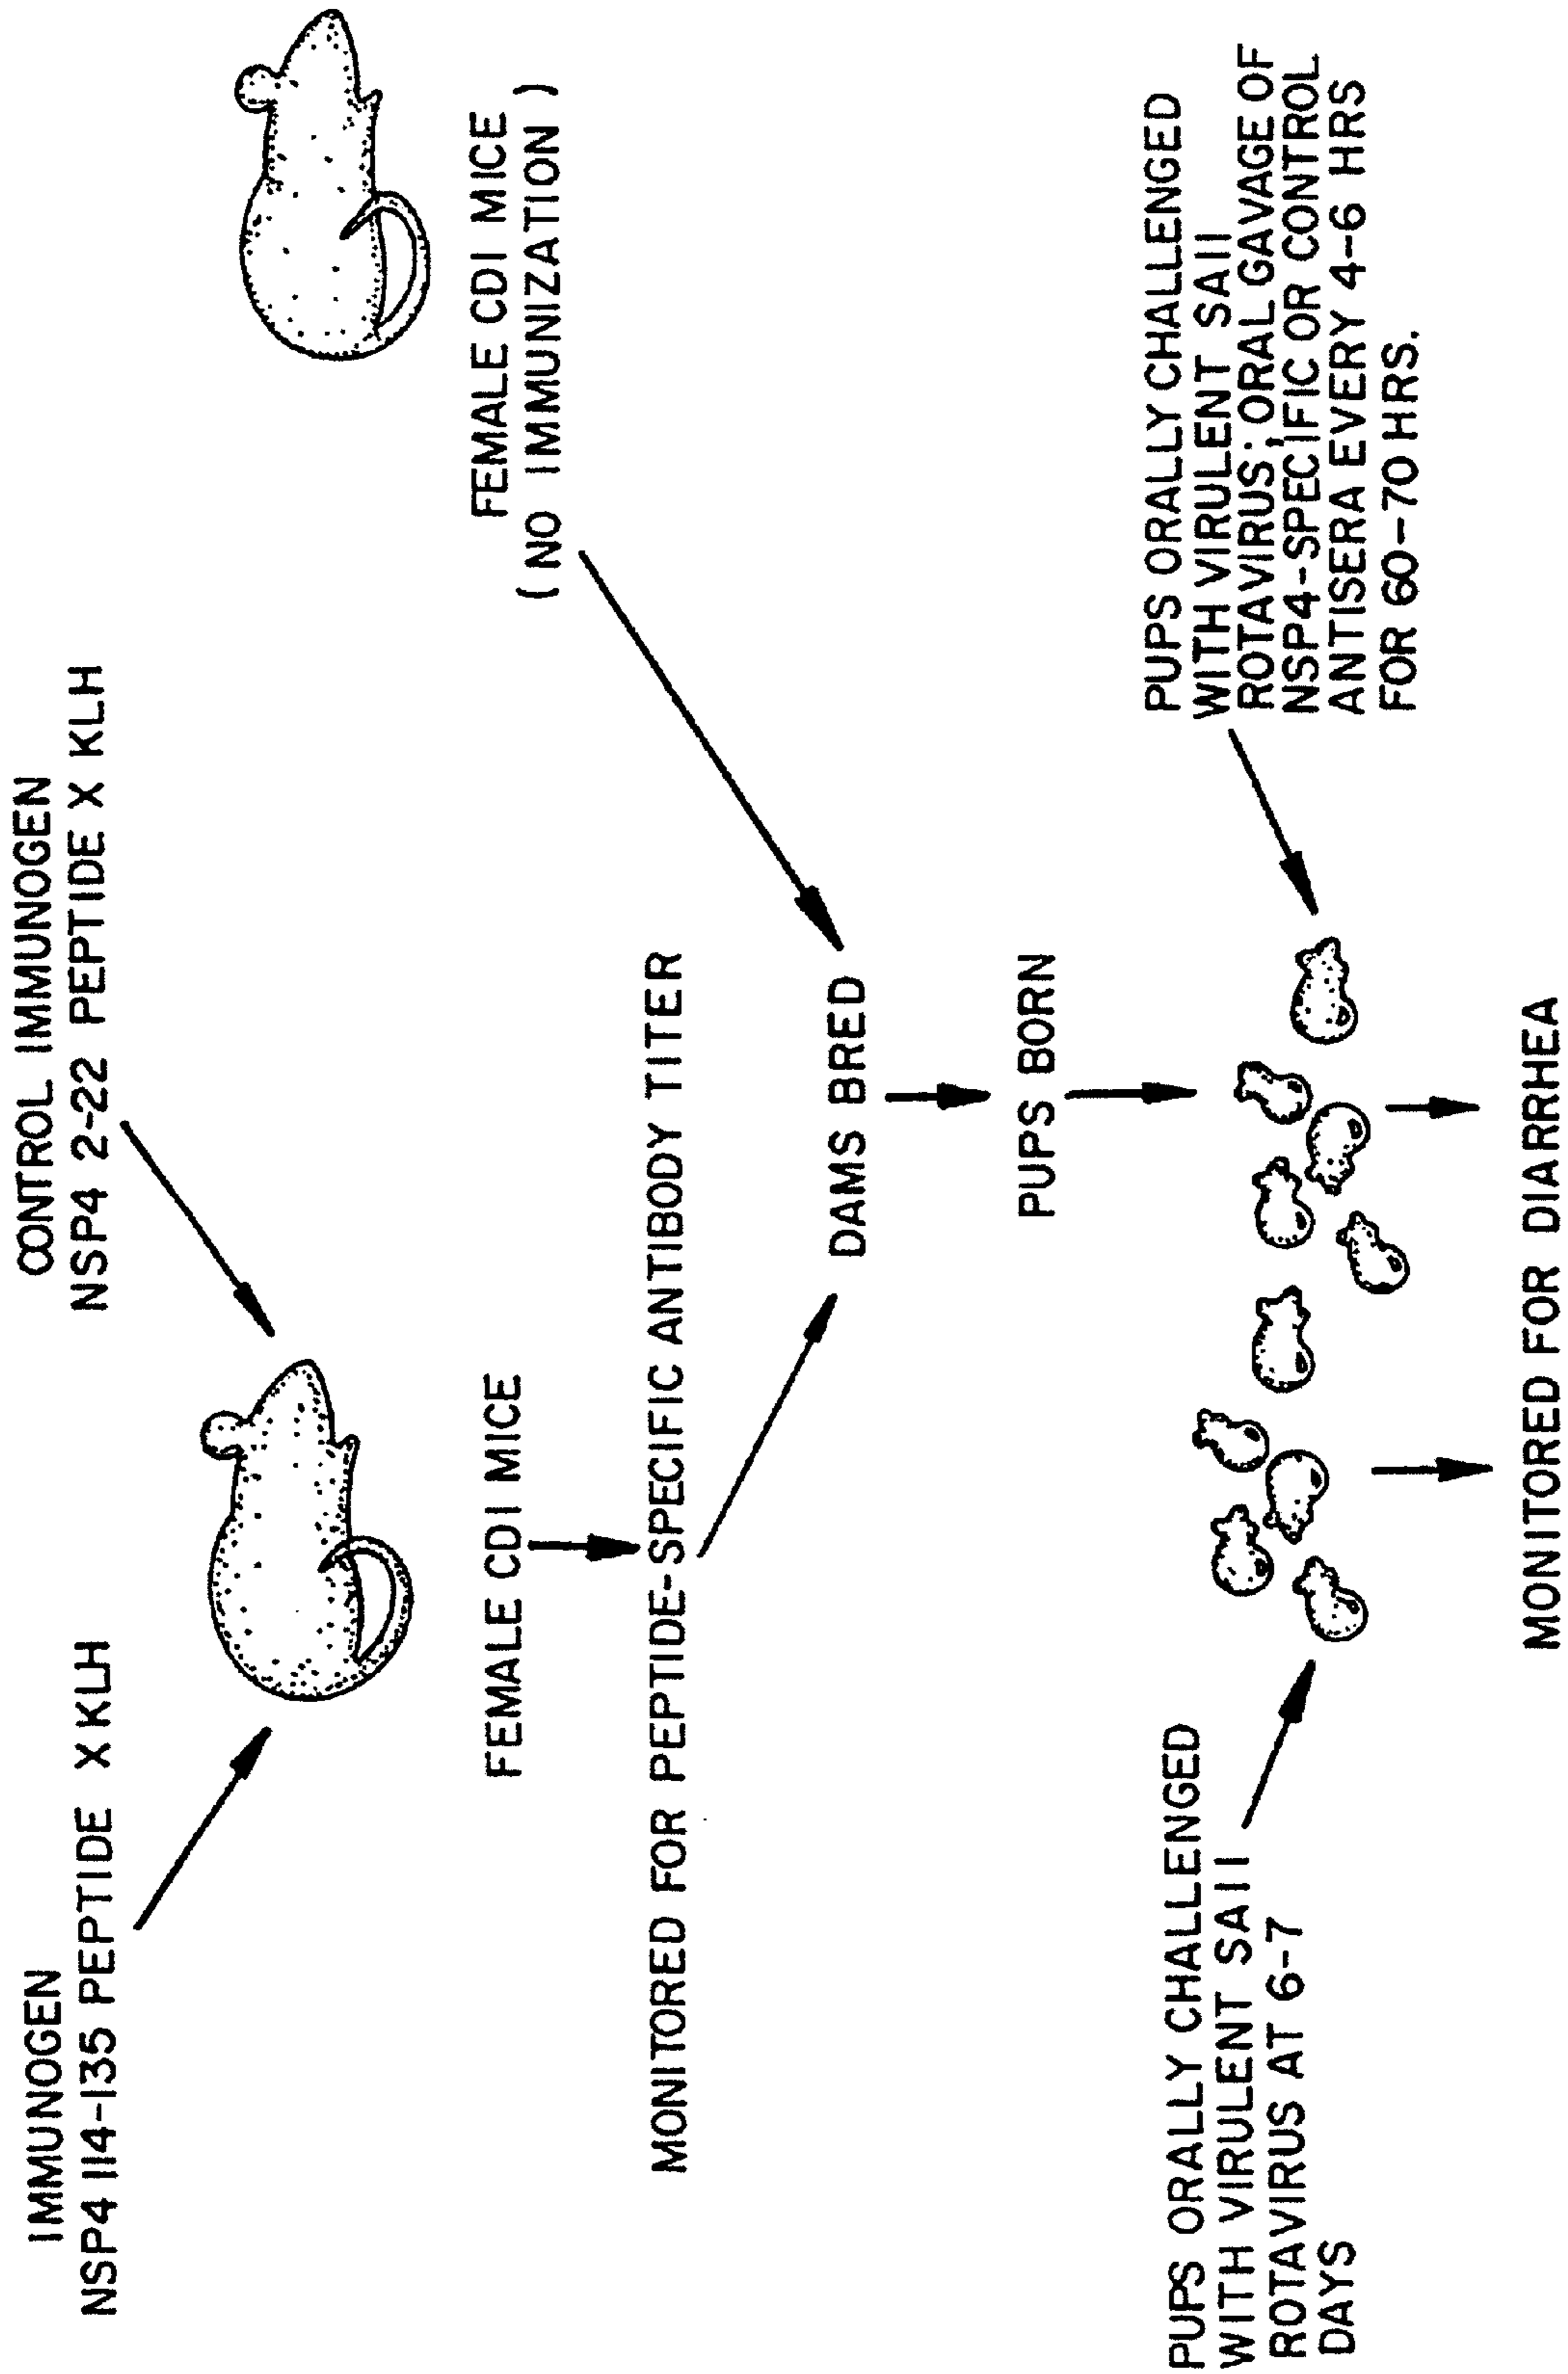 IMMUNOGEN
NSP4 114-135 PEPTIDE X KLH
CONTROL IMMUNOGEN
NSP4 2-22 PEPTIDE X KLH
FEMALE CD1 MICE
FEMALE CD1 MICE
( NO IMMUNIZATION )
MONITORED FOR PEPTIDE-SPECIFIC ANTIBODY TITER
DAMS BRED
PUPS BORN
PUPS ORALLY CHALLENGED
WITH VIRULENT SA11
ROTAVIRUS AT 6-7
DAYS
PUPS ORALLY CHALLENGED
WITH VIRULENT SA11
ROTAVIRUS; ORAL GAVAGE OF
NSP4-SPECIFIC OR CONTROL
ANTISERA EVERY 4-6 HRS
FOR 60-70 HRS.
MONITORED FOR DIARRHEA